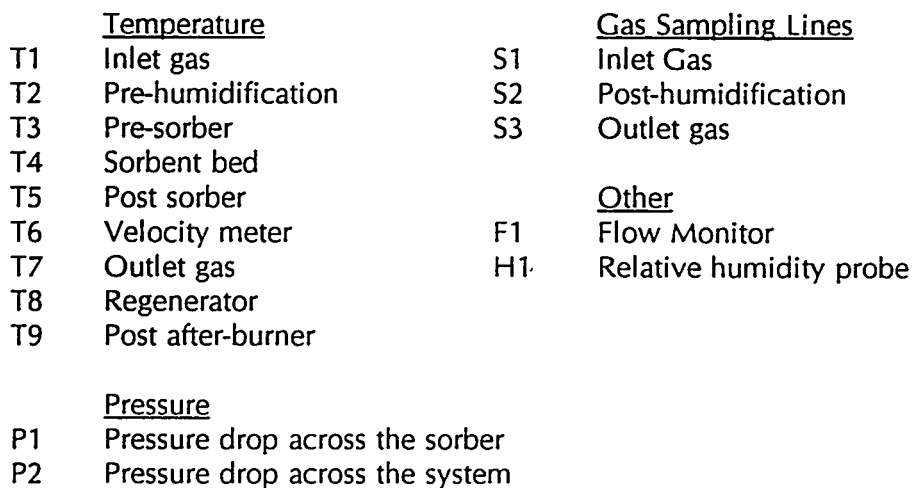 Temperature
T1 Inlet gas
T2 Pre-humidification
T3 Pre-sorber
T4 Sorbent bed
T5 Post sorber
T6 Velocity meter
T7 Outlet gas
T8 Regenerator
T9 Post after-burner
Pressure
P1 Pressure drop across the sorber
P2 Pressure drop across the system
Gas Sampling Lines
S1 Inlet Gas
S2 Post-humidification
S3 Outlet gas
Other
F1 Flow Monitor
H1 Relative humidity probe